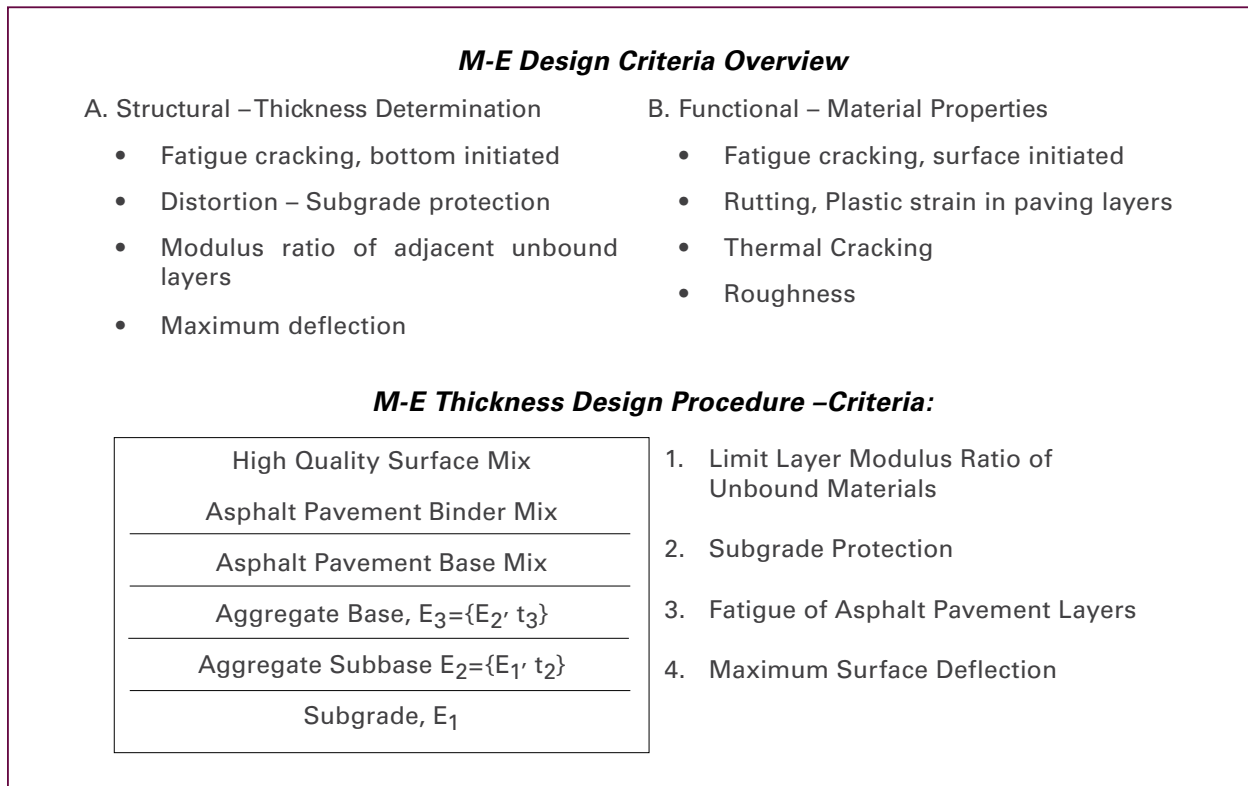 M-E Design Criteria Overview
A. Structural – Thickness Determination
• Fatigue cracking, bottom initiated
• Distortion – Subgrade protection
• Modulus ratio of adjacent unbound
layers
• Maximum deflection
B. Functional – Material Properties
• Fatigue cracking, surface initiated
• Rutting, Plastic strain in paving layers
• Thermal Cracking
• Roughness
M-E Thickness Design Procedure –Criteria:
High Quality Surface Mix
Asphalt Pavement Binder Mix
Asphalt Pavement Base Mix
Aggregate Base, E₃={E₂, t₃}
Aggregate Subbase E₂={E₁, t₂}
Subgrade, E₁
1. Limit Layer Modulus Ratio of
Unbound Materials
2. Subgrade Protection
3. Fatigue of Asphalt Pavement Layers
4. Maximum Surface Deflection